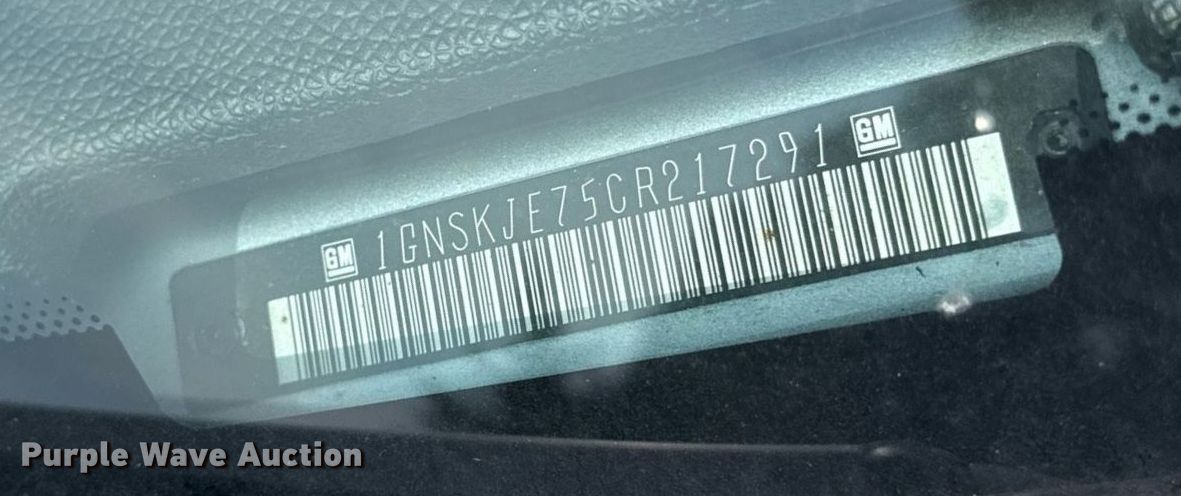 GM 1GNSKJE75CR217291 GM
Purple Wave Auction